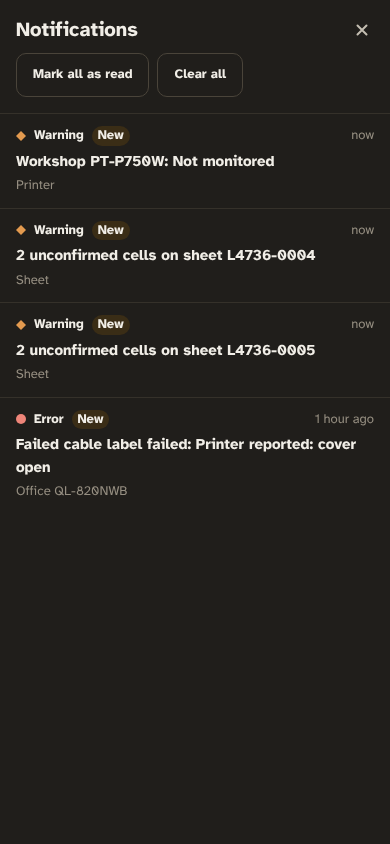 Notifications
Mark all as read
Clear all
Warning New now
Workshop PT-P750W: Not monitored
Printer
Warning New now
2 unconfirmed cells on sheet L4736-0004
Sheet
Warning New now
2 unconfirmed cells on sheet L4736-0005
Sheet
Error New 1 hour ago
Failed cable label failed: Printer reported: cover
open
Office QL-820NWB